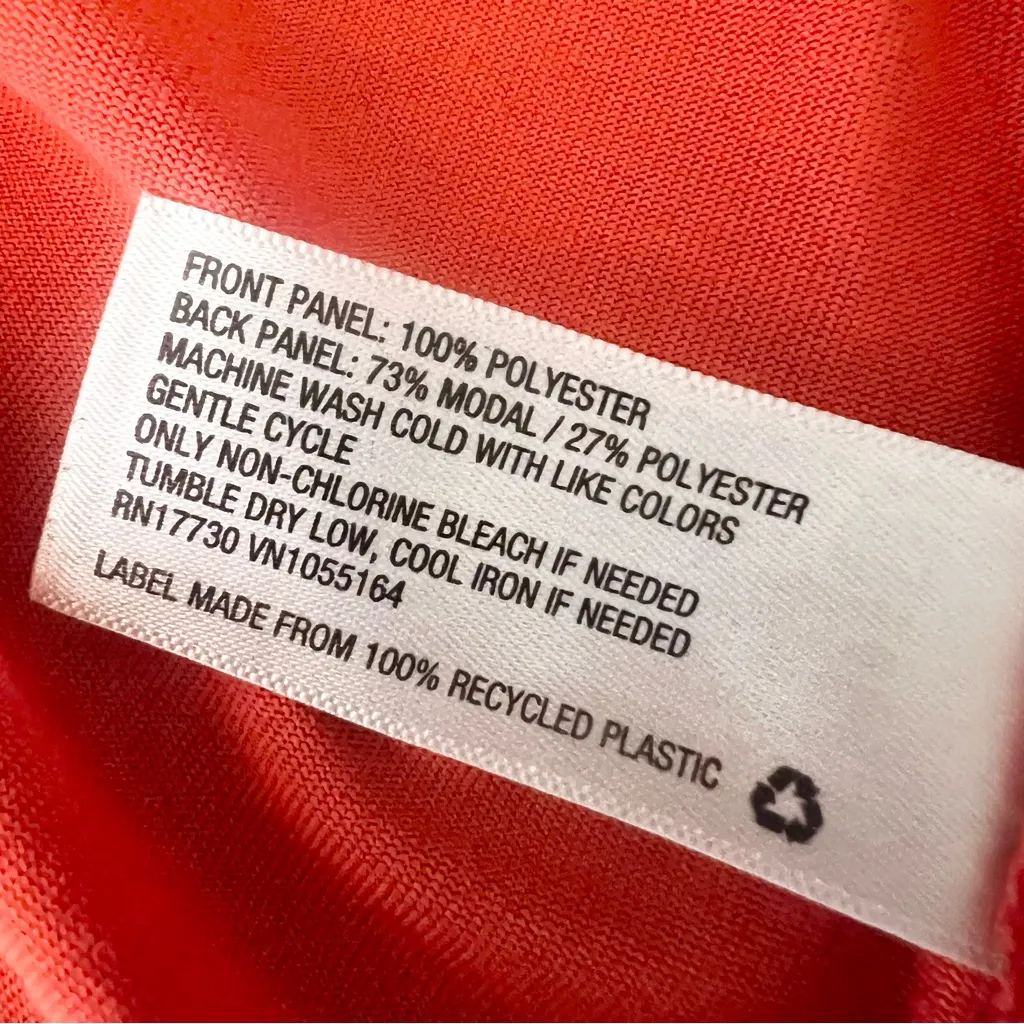 FRONT PANEL: 100% POLYESTER
BACK PANEL: 73% MODAL / 27% POLYESTER
MACHINE WASH COLD WITH LIKE COLORS
GENTLE CYCLE
ONLY NON-CHLORINE BLEACH IF NEEDED
TUMBLE DRY LOW, COOL IRON IF NEEDED
RN17730 VN1055164
LABEL MADE FROM 100% RECYCLED PLASTIC